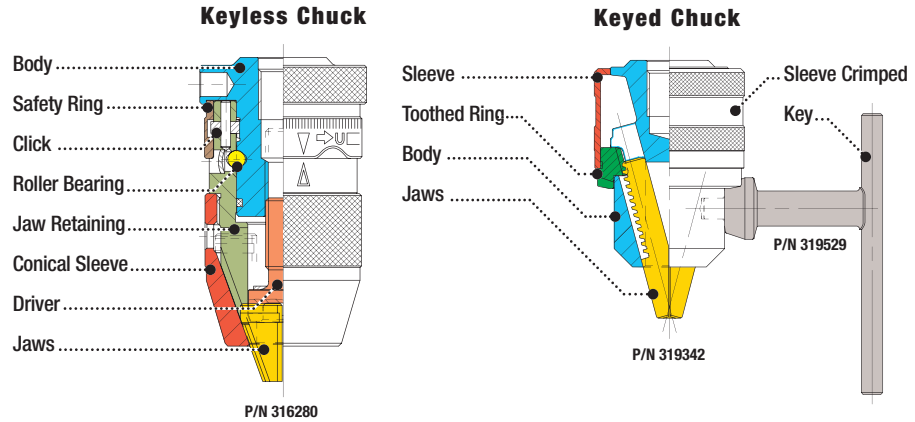 Keyless Chuck
Body
Safety Ring
Click
Roller Bearing
Jaw Retaining
Conical Sleeve
Driver
Jaws
P/N 316280
Keyed Chuck
Sleeve
Toothed Ring
Body
Jaws
Sleeve Crimped
Key
P/N 319529
P/N 319342